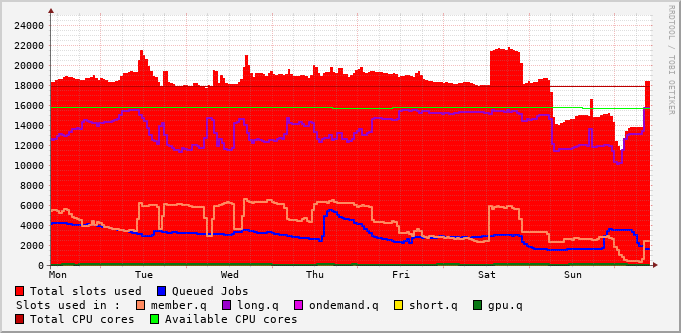 RRDTOOL / TOBI OETIKER
24000
22000
20000
18000
16000
14000
12000
10000
8000
6000
4000
2000
0
Mon Tue Wed Thu Fri Sat Sun
Total slots used Queued Jobs
Slots used in : member.q long.q ondemand.q short.q gpu.q
Total CPU cores Available CPU cores